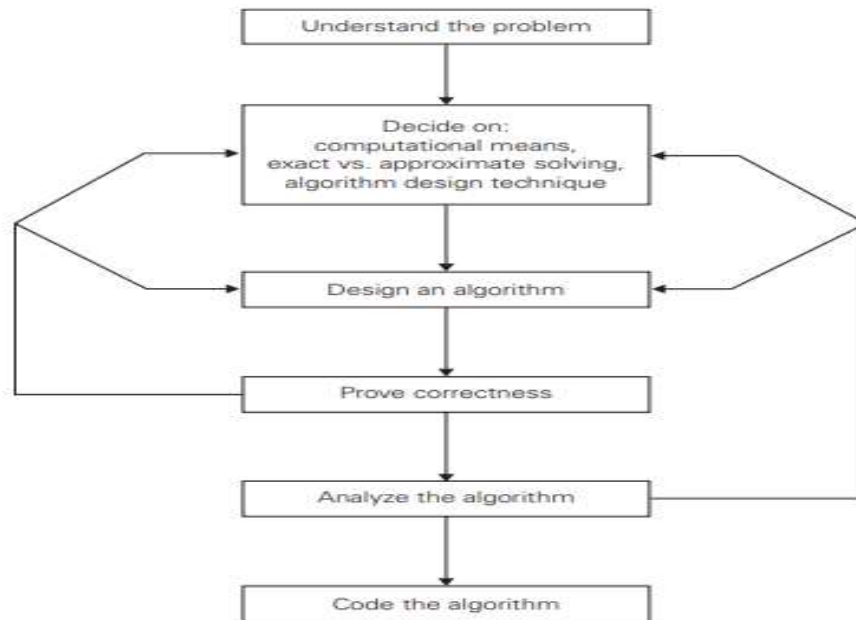 Understand the problem
Decide on:
computational means,
exact vs. approximate solving,
algorithm design technique
Design an algorithm
Prove correctness
Analyze the algorithm
Code the algorithm